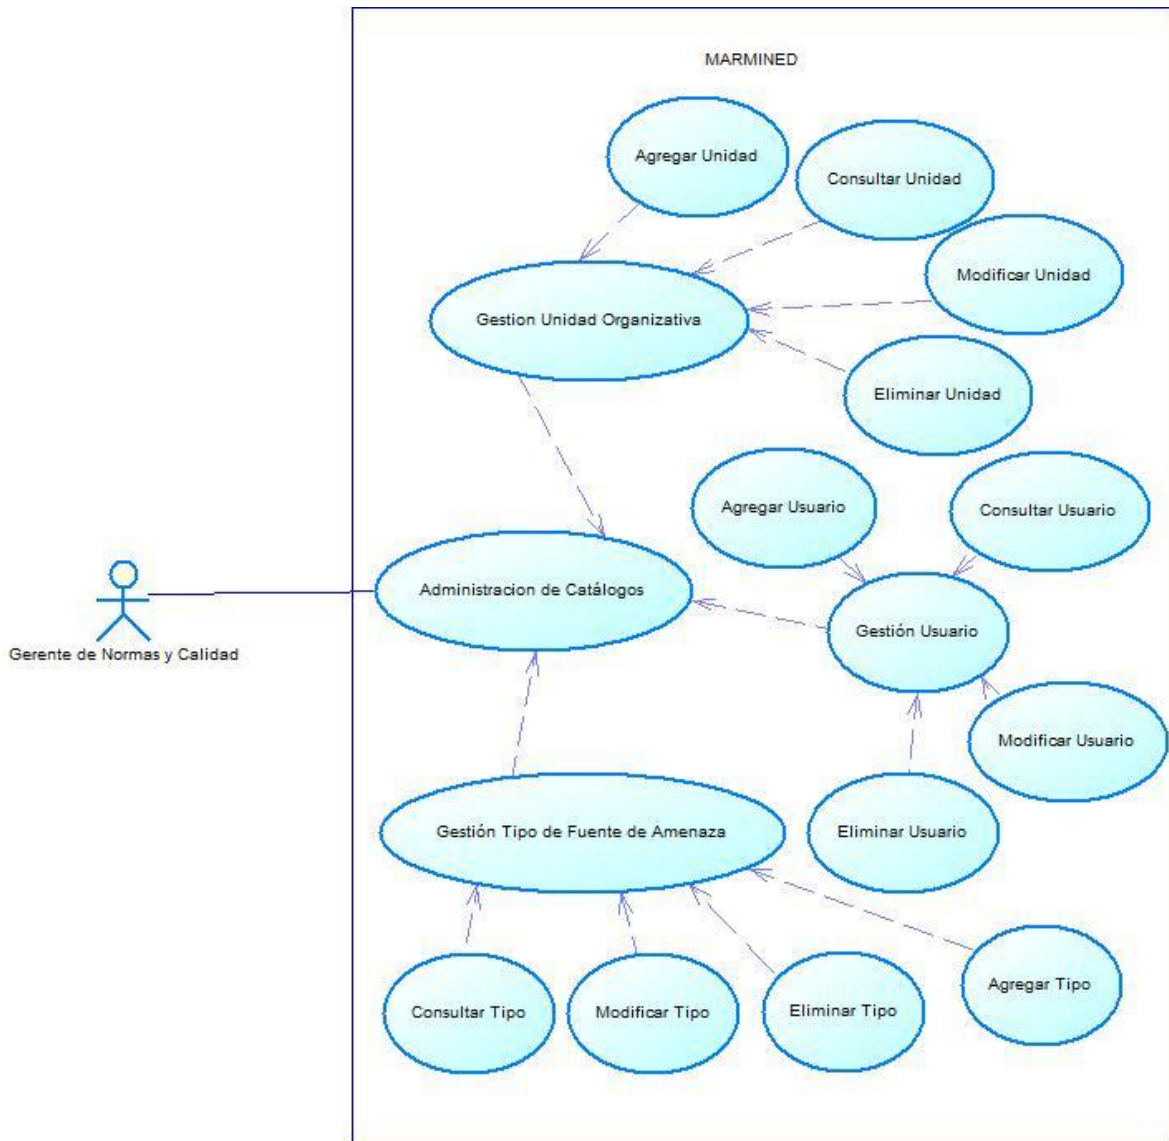 MARMINED
Agregar Unidad
Consultar Unidad
Modificar Unidad
Gestion Unidad Organizativa
Eliminar Unidad
Agregar Usuario
Consultar Usuario
Administracion de Catálogos
Gestión Usuario
Gerente de Normas y Calidad
Modificar Usuario
Gestión Tipo de Fuente de Amenaza
Eliminar Usuario
Consultar Tipo
Modificar Tipo
Eliminar Tipo
Agregar Tipo